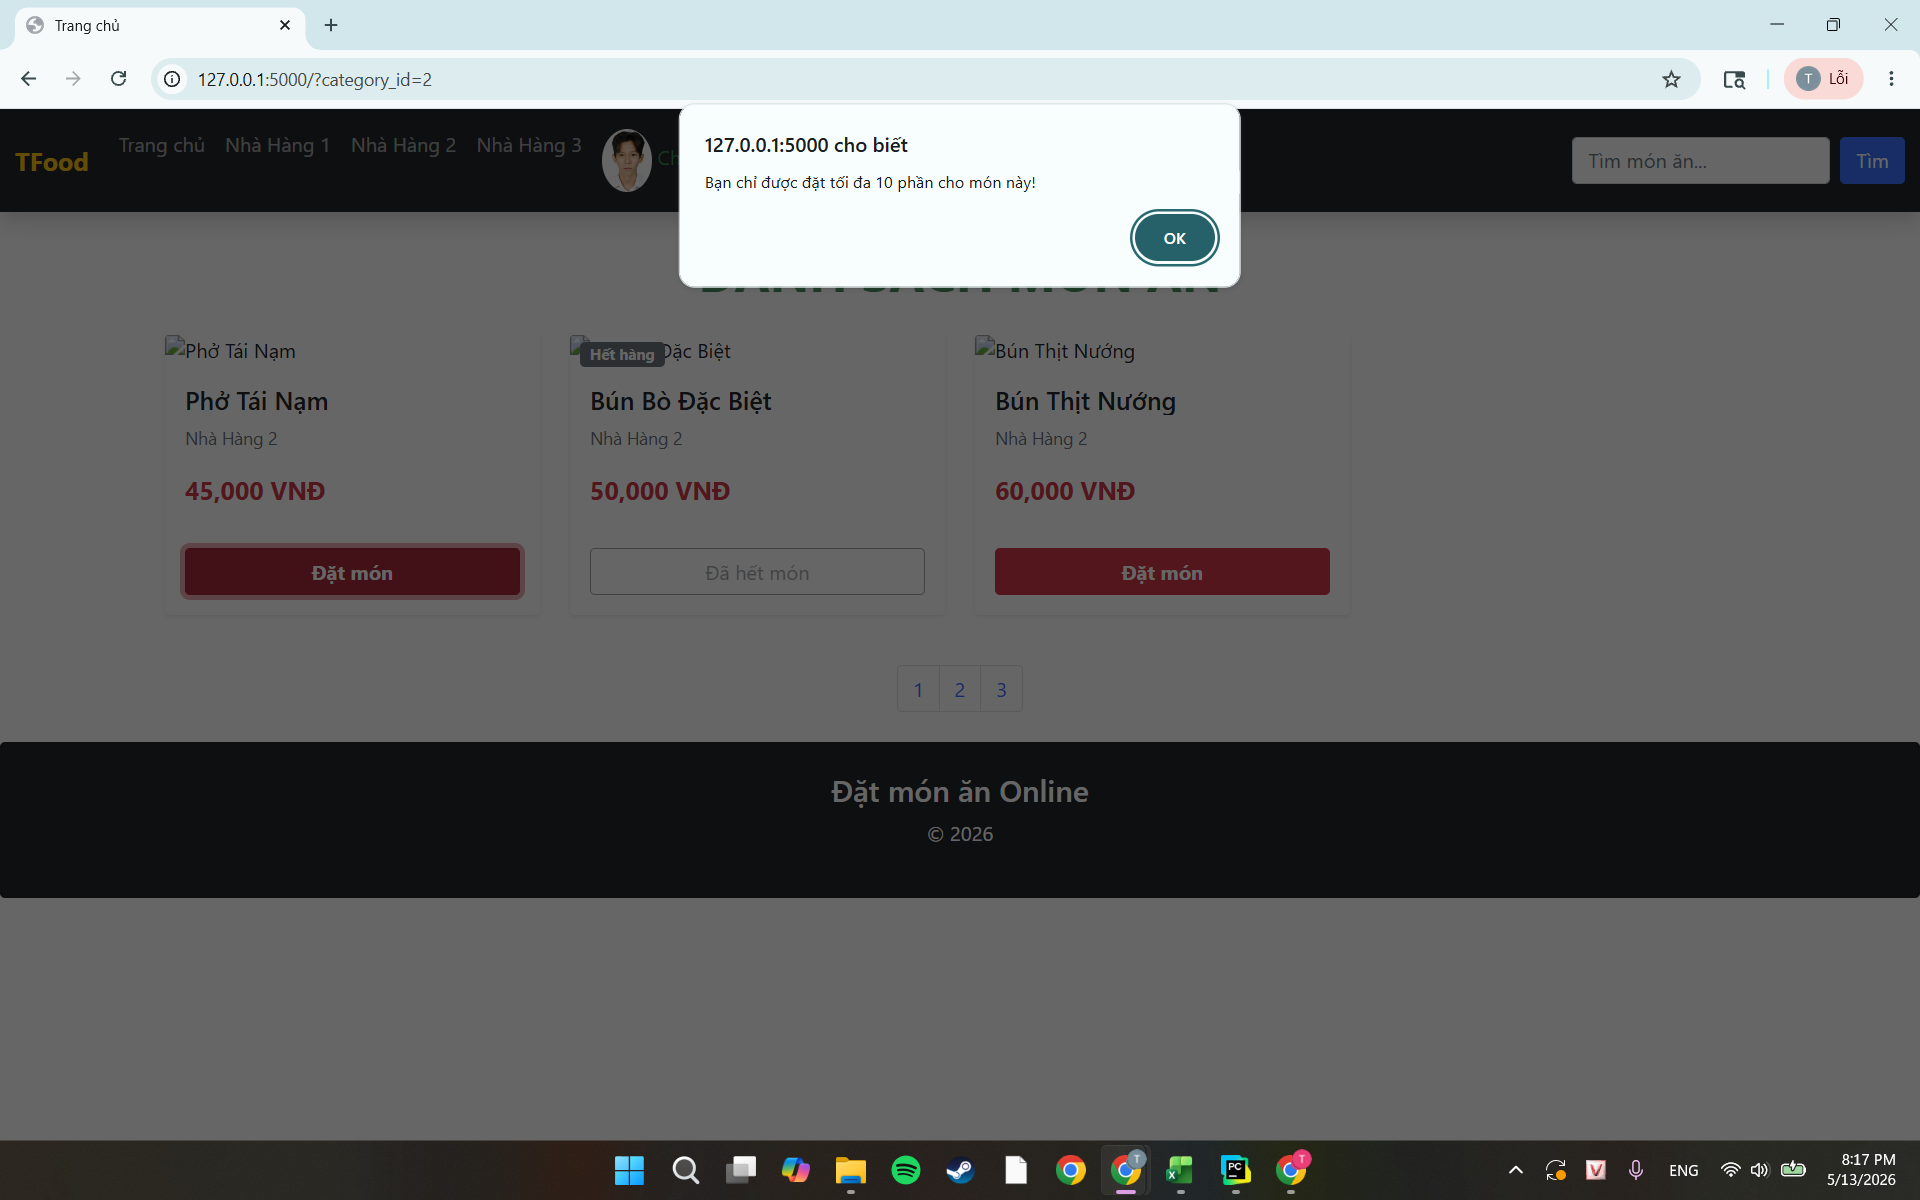 Trang chủ
127.0.0.1:5000/?category_id=2
T Lỗi
TFood
Trang chủ
Nhà Hàng 1
Nhà Hàng 2
Nhà Hàng 3
Tìm món ăn...
Tìm
127.0.0.1:5000 cho biết
Bạn chỉ được đặt tối đa 10 phần cho món này!
OK
Phở Tái Nạm
Phở Tái Nạm
Nhà Hàng 2
45,000 VNĐ
Đặt món
Hết hàng
Đặc Biệt
Bún Bò Đặc Biệt
Nhà Hàng 2
50,000 VNĐ
Đã hết món
Bún Thịt Nướng
Bún Thịt Nướng
Nhà Hàng 2
60,000 VNĐ
Đặt món
1 2 3
Đặt món ăn Online
© 2026
ENG
8:17 PM
5/13/2026